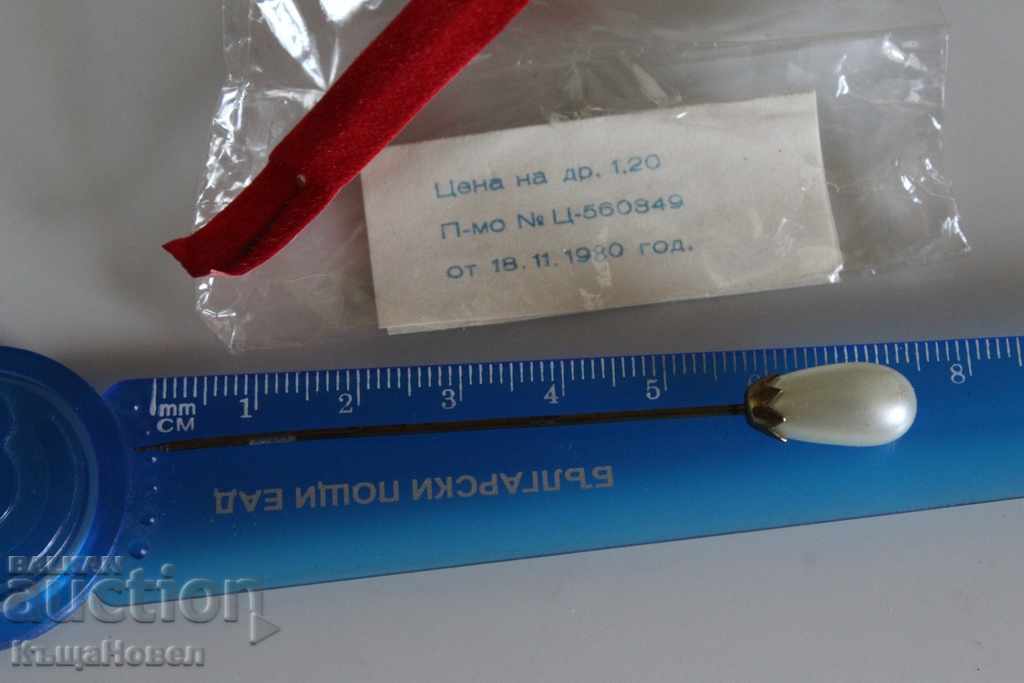 Цена на др. 1.20
П-мо № Ц-560849
от 18.11.1980 год.
mm 1 2 3 4 5 8
CM
БЪЛГАРСКИ ПОЩИ ЕАД
BALKAN
auction
КъщаНовел